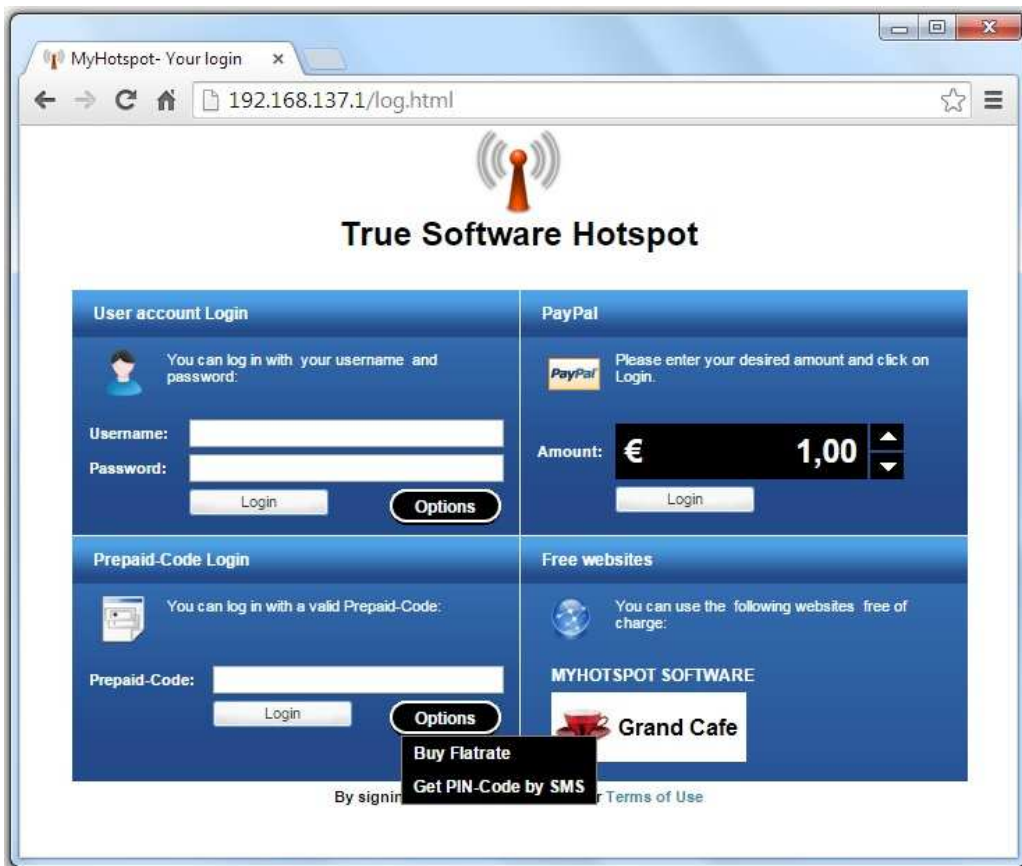 MyHotspot- Your login
192.168.137.1/log.html
True Software Hotspot
User account Login
You can log in with your username and
password:
Username:
Password:
Login
Options
PayPal
PayPal
Please enter your desired amount and click on
Login.
Amount:
€ 1,00
Login
Prepaid-Code Login
You can log in with a valid Prepaid-Code:
Prepaid-Code:
Login
Options
Buy Flatrate
Get PIN-Code by SMS
Free websites
You can use the following websites free of
charge:
MYHOTSPOT SOFTWARE
Grand Cafe
By signin
r Terms of Use